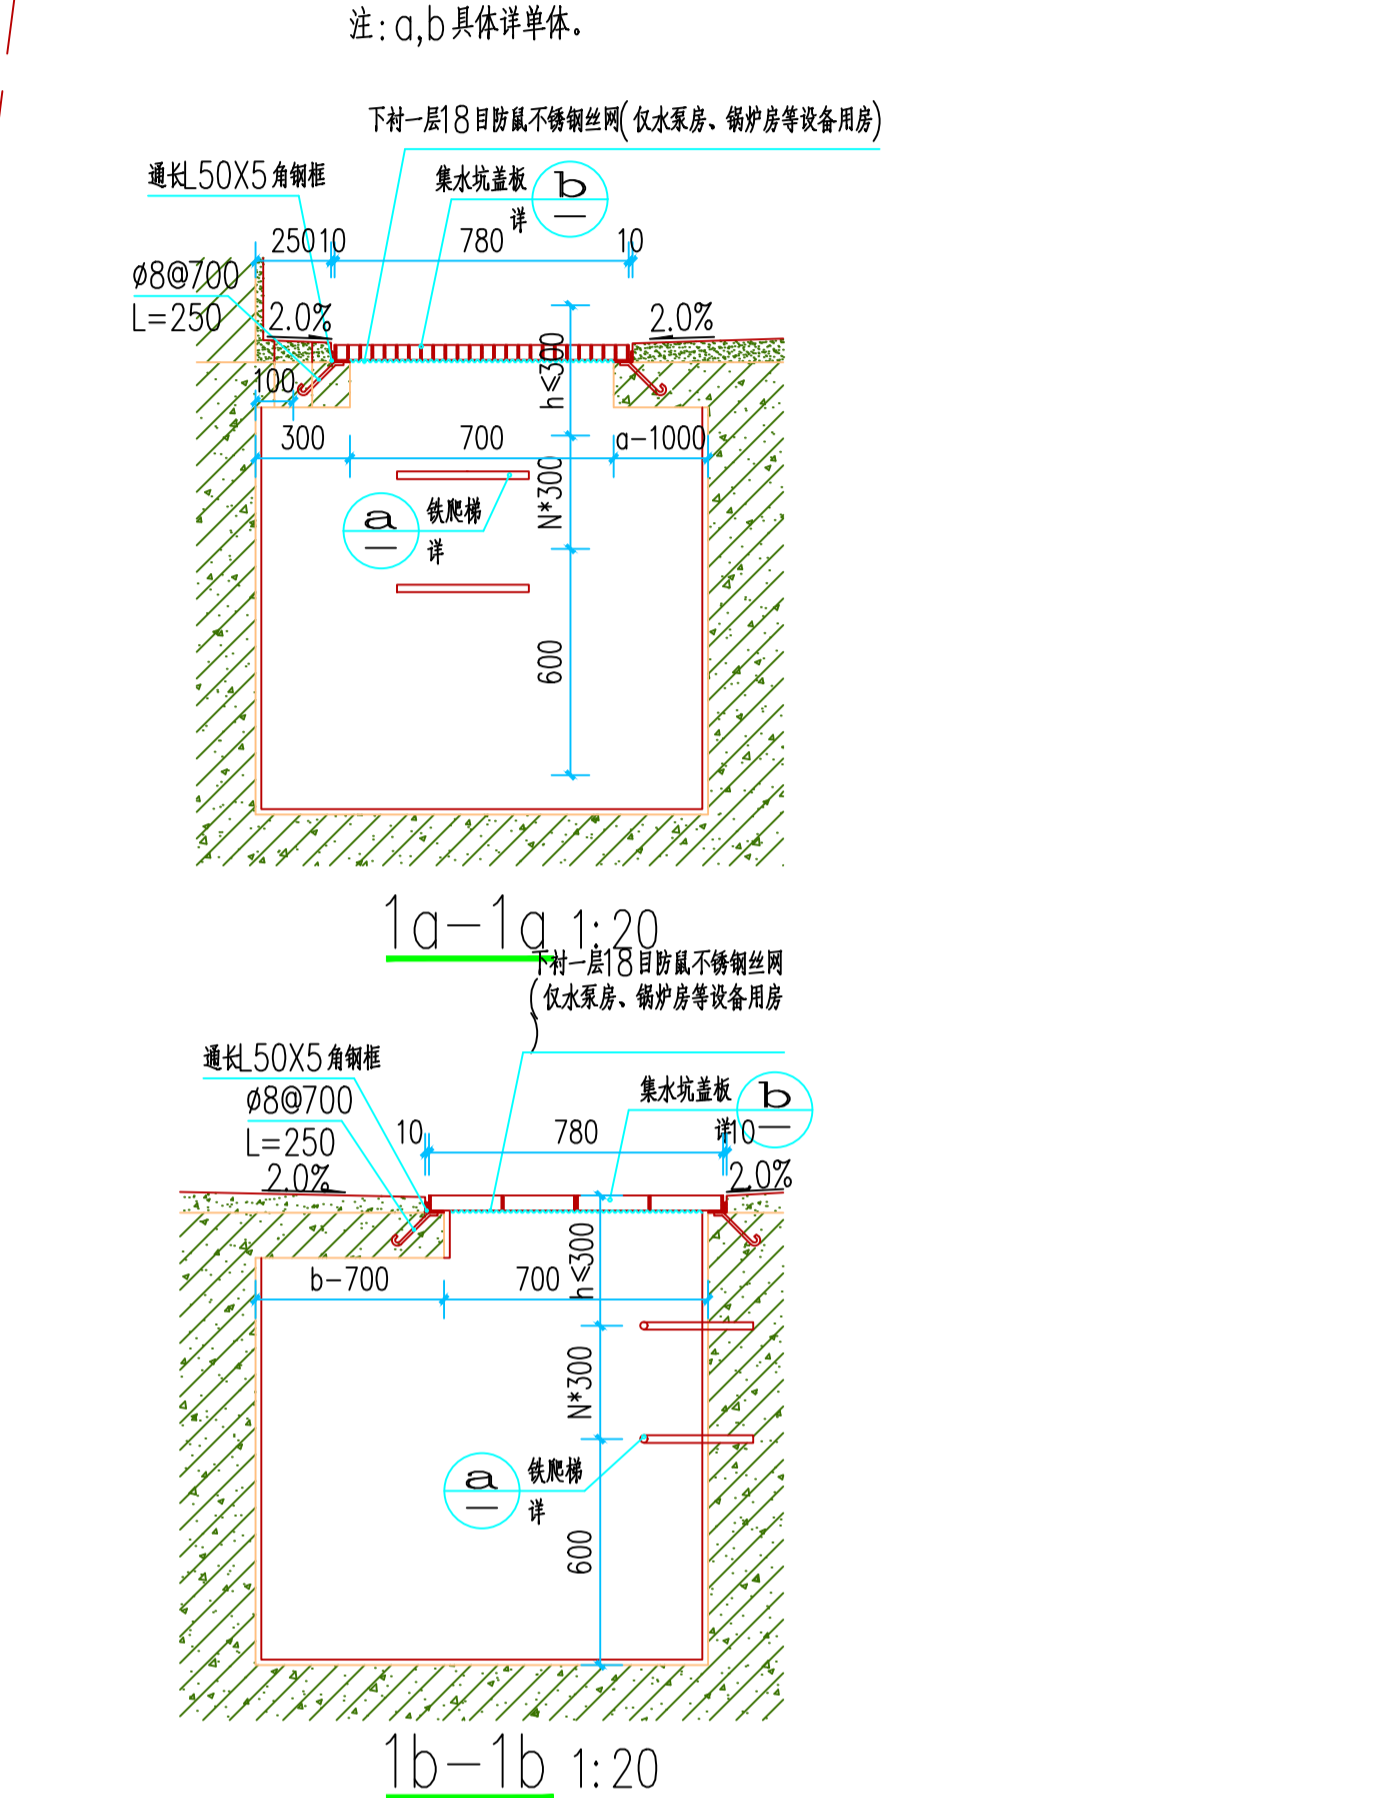 注: a,b 具体详单体。
下衬一层18目防鼠不锈钢丝网(仅水泵房、锅炉房等设备用房)
通长L50X5角钢框
集水坑盖板
b
详
250
10
780
10
ø8@700
L=250
2.0%
2.0%
h≤300
100
300
700
a-1000
N*300
a
铁爬梯
详
600
1a-1a 1:20
下衬一层18目防鼠不锈钢丝网
(仅水泵房、锅炉房等设备用房
)
通长L50X5角钢框
集水坑盖板
b
ø8@700
详
10
780
10
L=250
2.0%
2.0%
h≤300
b-700
700
N*300
a
铁爬梯
详
600
1b-1b 1:20